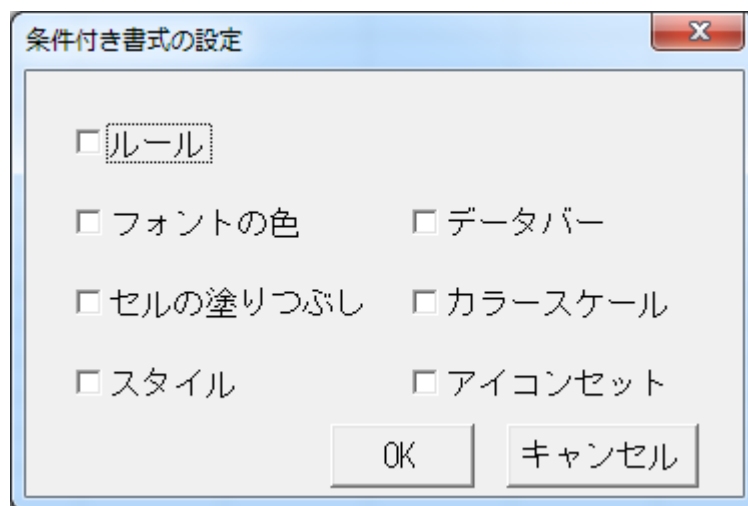 条件付き書式の設定
ルール
フォントの色
データバー
セルの塗りつぶし
カラースケール
スタイル
アイコンセット
OK
キャンセル